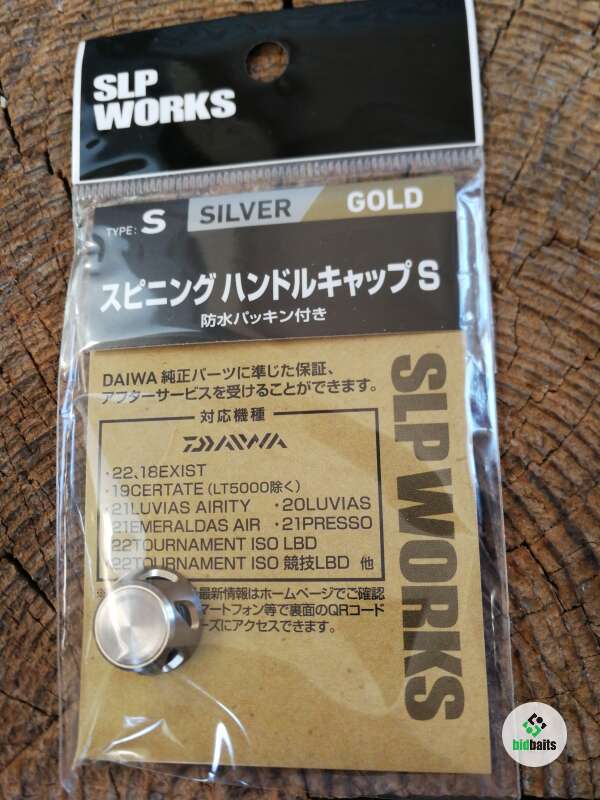 SLP
WORKS
TYPE: S SILVER GOLD
スピニング ハンドルキャップ S
防水パッキン付き
DAIWA 純正パーツに準じた保証、
アフターサービスを受けることができます。
対応機種
DAIWA
・22、18EXIST
・19CERTATE (LT5000除く)
・21LUVIAS AIRITY ・20LUVIAS
・21EMERALDAS AIR ・21PRESSO
・22TOURNAMENT ISO LBD
・22TOURNAMENT ISO 競技LBD 他
※ 最新情報はホームページでご確認
マートフォン等で裏面のQRコード
ーズにアクセスできます。
SLP WORKS
bidbaits